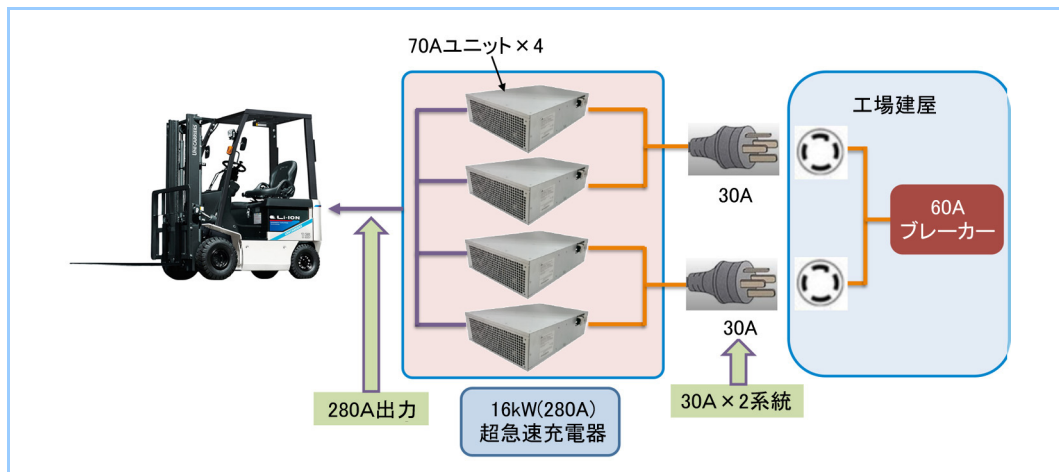 70Aユニット×4
工場建屋
30A
60A
ブレーカー
Li-ION
30A
280A出力
16kW(280A)
超急速充電器
30A×2系統